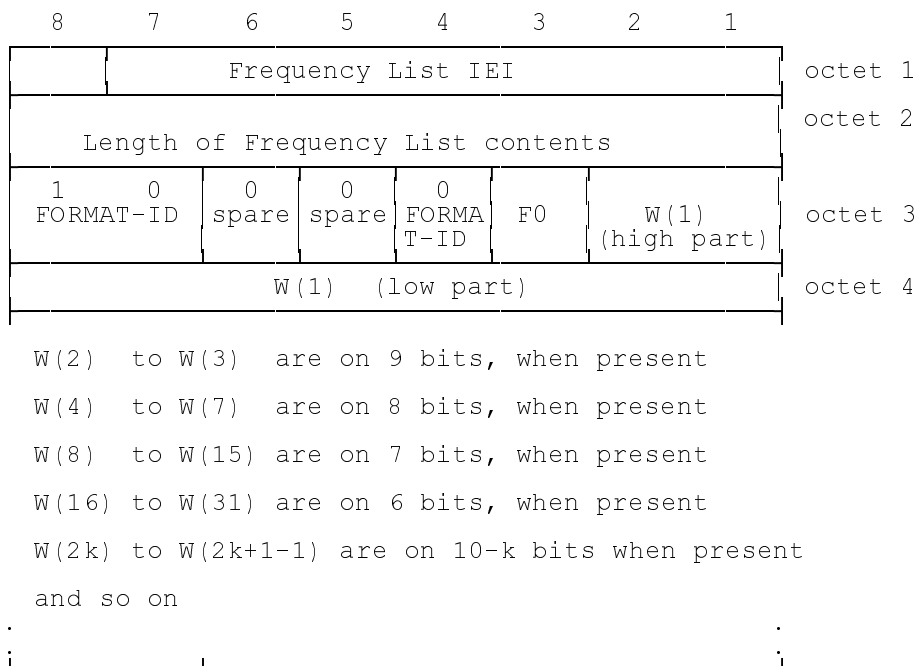 8 7 6 5 4 3 2 1
Frequency List IEI octet 1
octet 2
Length of Frequency List contents
1 0 0 0 0
FORMAT-ID spare spare FORMA F0 W(1) octet 3
T-ID (high part)
W(1) (low part) octet 4
W(2) to W(3) are on 9 bits, when present
W(4) to W(7) are on 8 bits, when present
W(8) to W(15) are on 7 bits, when present
W(16) to W(31) are on 6 bits, when present
W(2k) to W(2k+1-1) are on 10-k bits when present
and so on
. .
. .